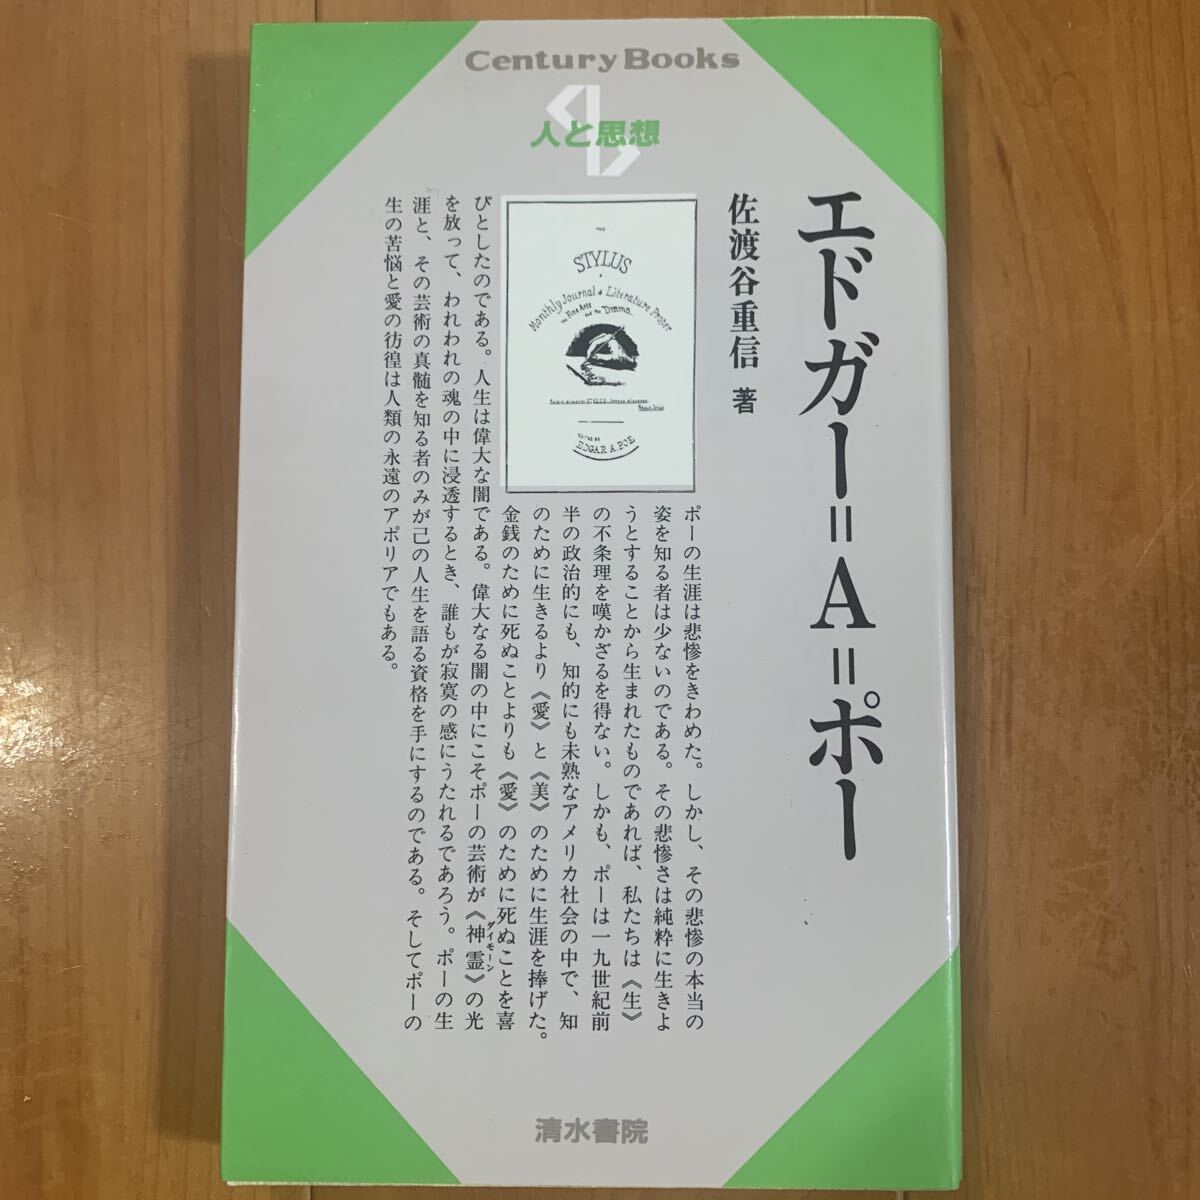 Century Books
人と思想
エドガー=A=ポー
佐渡谷重信 著
THE
STYLUS
A
Monthly Journal of Literature Proper
the Fine Arts and the Drama
EDITED BY
EDGAR A. POE
ポーの生涯は悲惨をきわめた。しかし、その悲惨の本当の
姿を知る者は少ないのである。その悲惨さは純粋に生きよ
うとすることから生まれたものであれば、私たちは《生》
の不条理を嘆かざるを得ない。しかも、ポーは一九世紀前
半の政治的にも、知的にも未熟なアメリカ社会の中で、知
のために生きるより《愛》と《美》のために生涯を捧げた。
金銭のために死ぬことよりも《愛》のために死ぬことを喜
びとしたのである。人生は偉大な闇である。偉大なる闇の中にこそポーの芸術が《神霊》の光
ダイモーン
を放って、われわれの魂の中に浸透するとき、誰もが寂寞の感にうたれるであろう。ポーの生
涯と、その芸術の真髄を知る者のみが己の人生を語る資格を手にするのである。そしてポーの
生の苦悩と愛の彷徨は人類の永遠のアポリアでもある。
清水書院